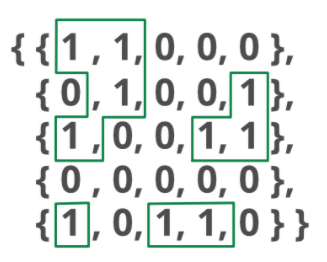 { { 1 , 1, 0, 0, 0 },
{ 0, 1, 0, 0, 1 },
{ 1 , 0, 0, 1, 1 },
{ 0 , 0, 0, 0, 0 },
{ 1 , 0, 1, 1, 0 } }